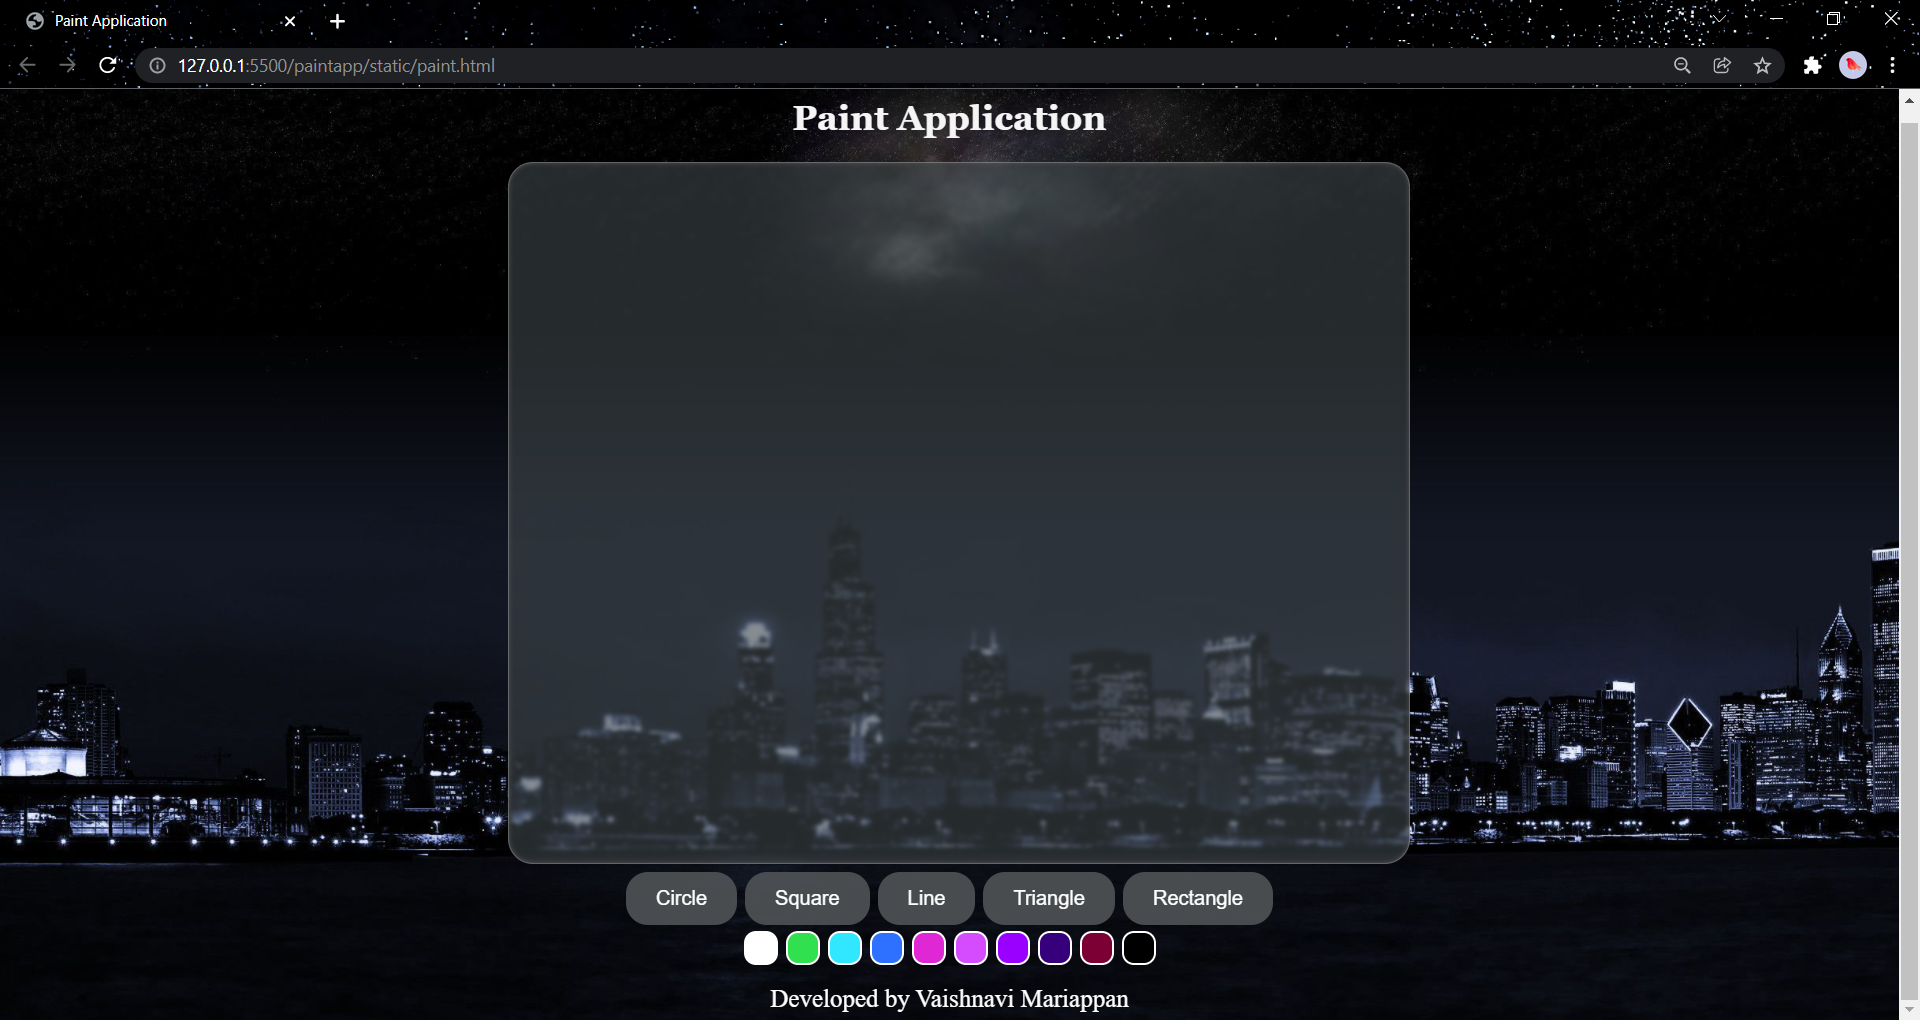 Paint Application
127.0.0.1:5500/paintapp/static/paint.html
Paint Application
Circle Square Line Triangle Rectangle
Developed by Vaishnavi Mariappan